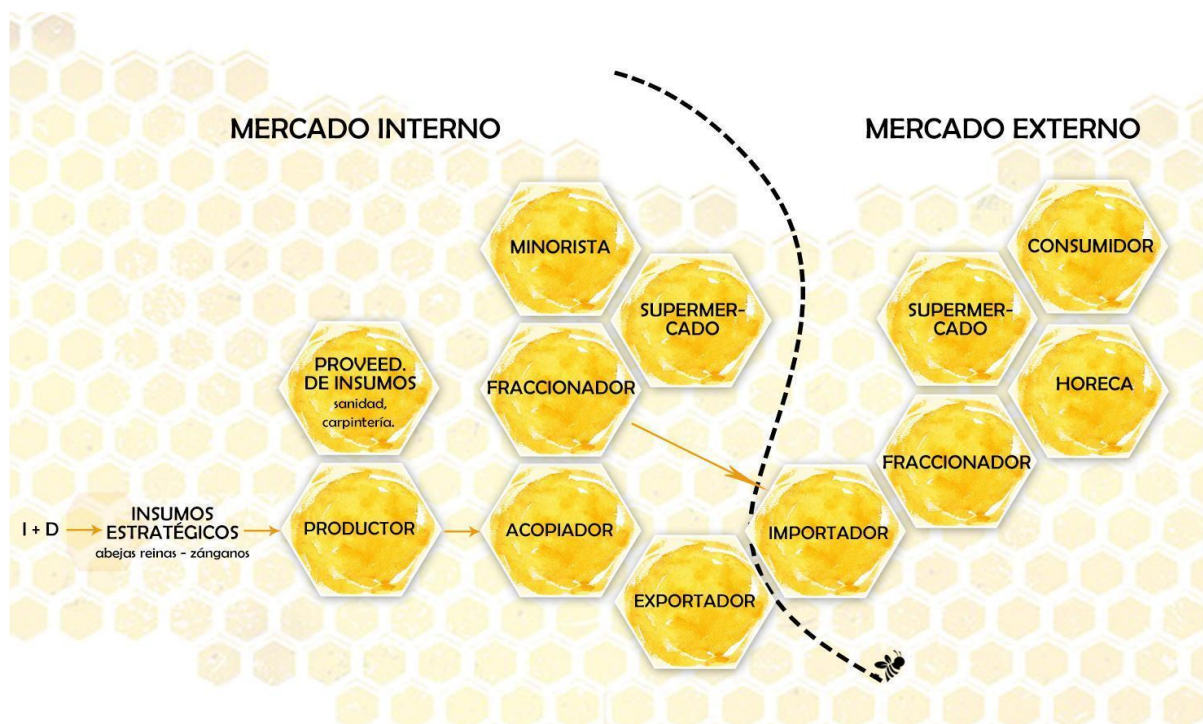 MERCADO INTERNO
MERCADO EXTERNO
MINORISTA
SUPERMER-
CADO
PROVEED.
DE INSUMOS
sanidad,
carpintería.
FRACCIONADOR
I + D
INSUMOS
ESTRATÉGICOS
abejas reinas - zánganos
PRODUCTOR
ACOPIADOR
EXPORTADOR
IMPORTADOR
FRACCIONADOR
SUPERMER-
CADO
CONSUMIDOR
HORECA